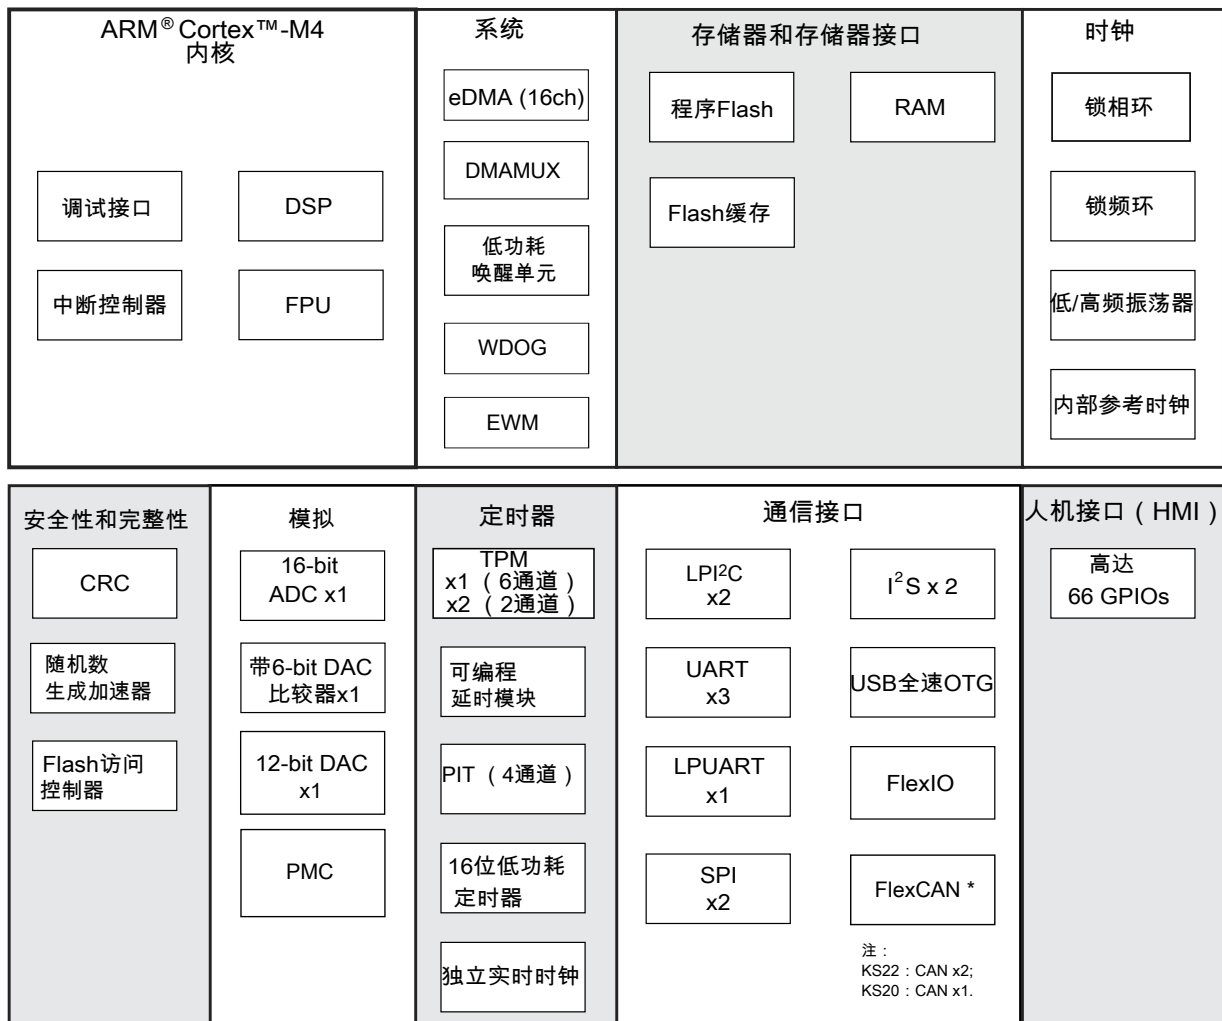 ARM® Cortex™-M4
内核
调试接口
DSP
中断控制器
FPU
系统
eDMA (16ch)
DMAMUX
低功耗
唤醒单元
WDOG
EWM
存储器和存储器接口
程序Flash
RAM
Flash缓存
时钟
锁相环
锁频环
低/高频振荡器
内部参考时钟
安全性和完整性
CRC
随机数
生成加速器
Flash访问
控制器
模拟
16-bit
ADC x1
带6-bit DAC
比较器x1
12-bit DAC
x1
PMC
定时器
TPM
x1 （6通道）
x2 （2通道）
可编程
延时模块
PIT （4通道）
16位低功耗
定时器
独立实时时钟
通信接口
LPI²C
x2
I²S x 2
UART
x3
USB全速OTG
LPUART
x1
FlexIO
SPI
x2
FlexCAN *
注：
KS22：CAN x2;
KS20：CAN x1.
人机接口（HMI）
高达
66 GPIOs